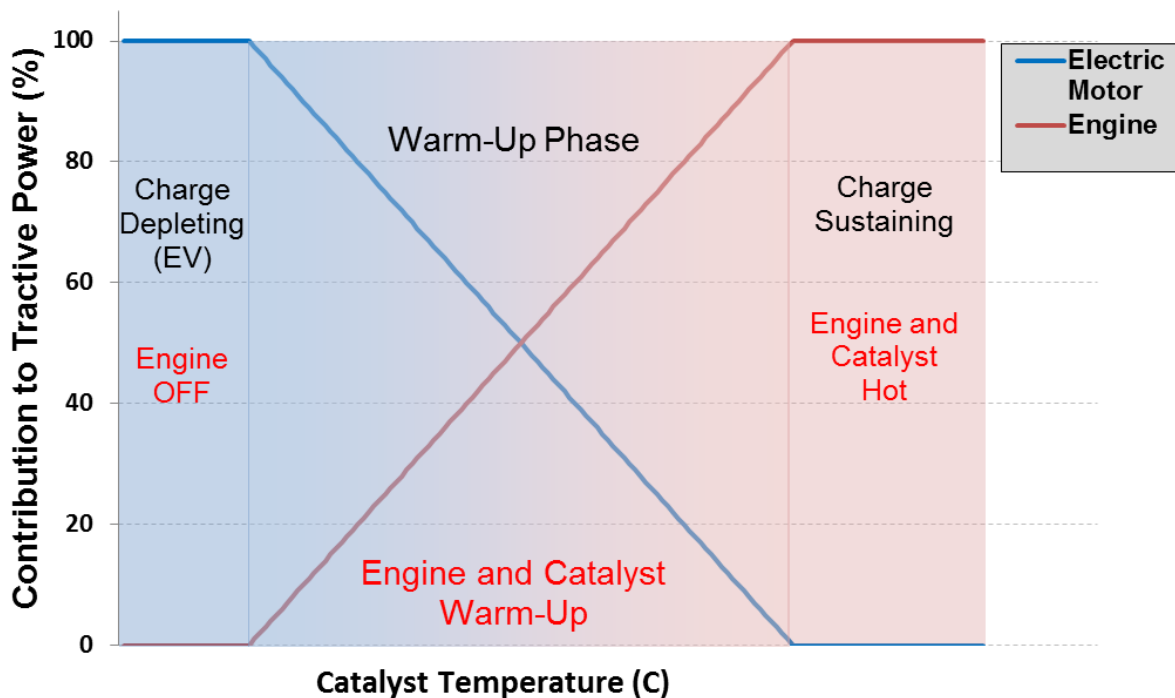 Contribution to Tractive Power (%)
100
80
60
40
20
0
Warm-Up Phase
Charge
Depleting
(EV)
Engine
OFF
Engine and Catalyst
Warm-Up
Charge
Sustaining
Engine and
Catalyst
Hot
Electric
Motor
Engine
Catalyst Temperature (C)